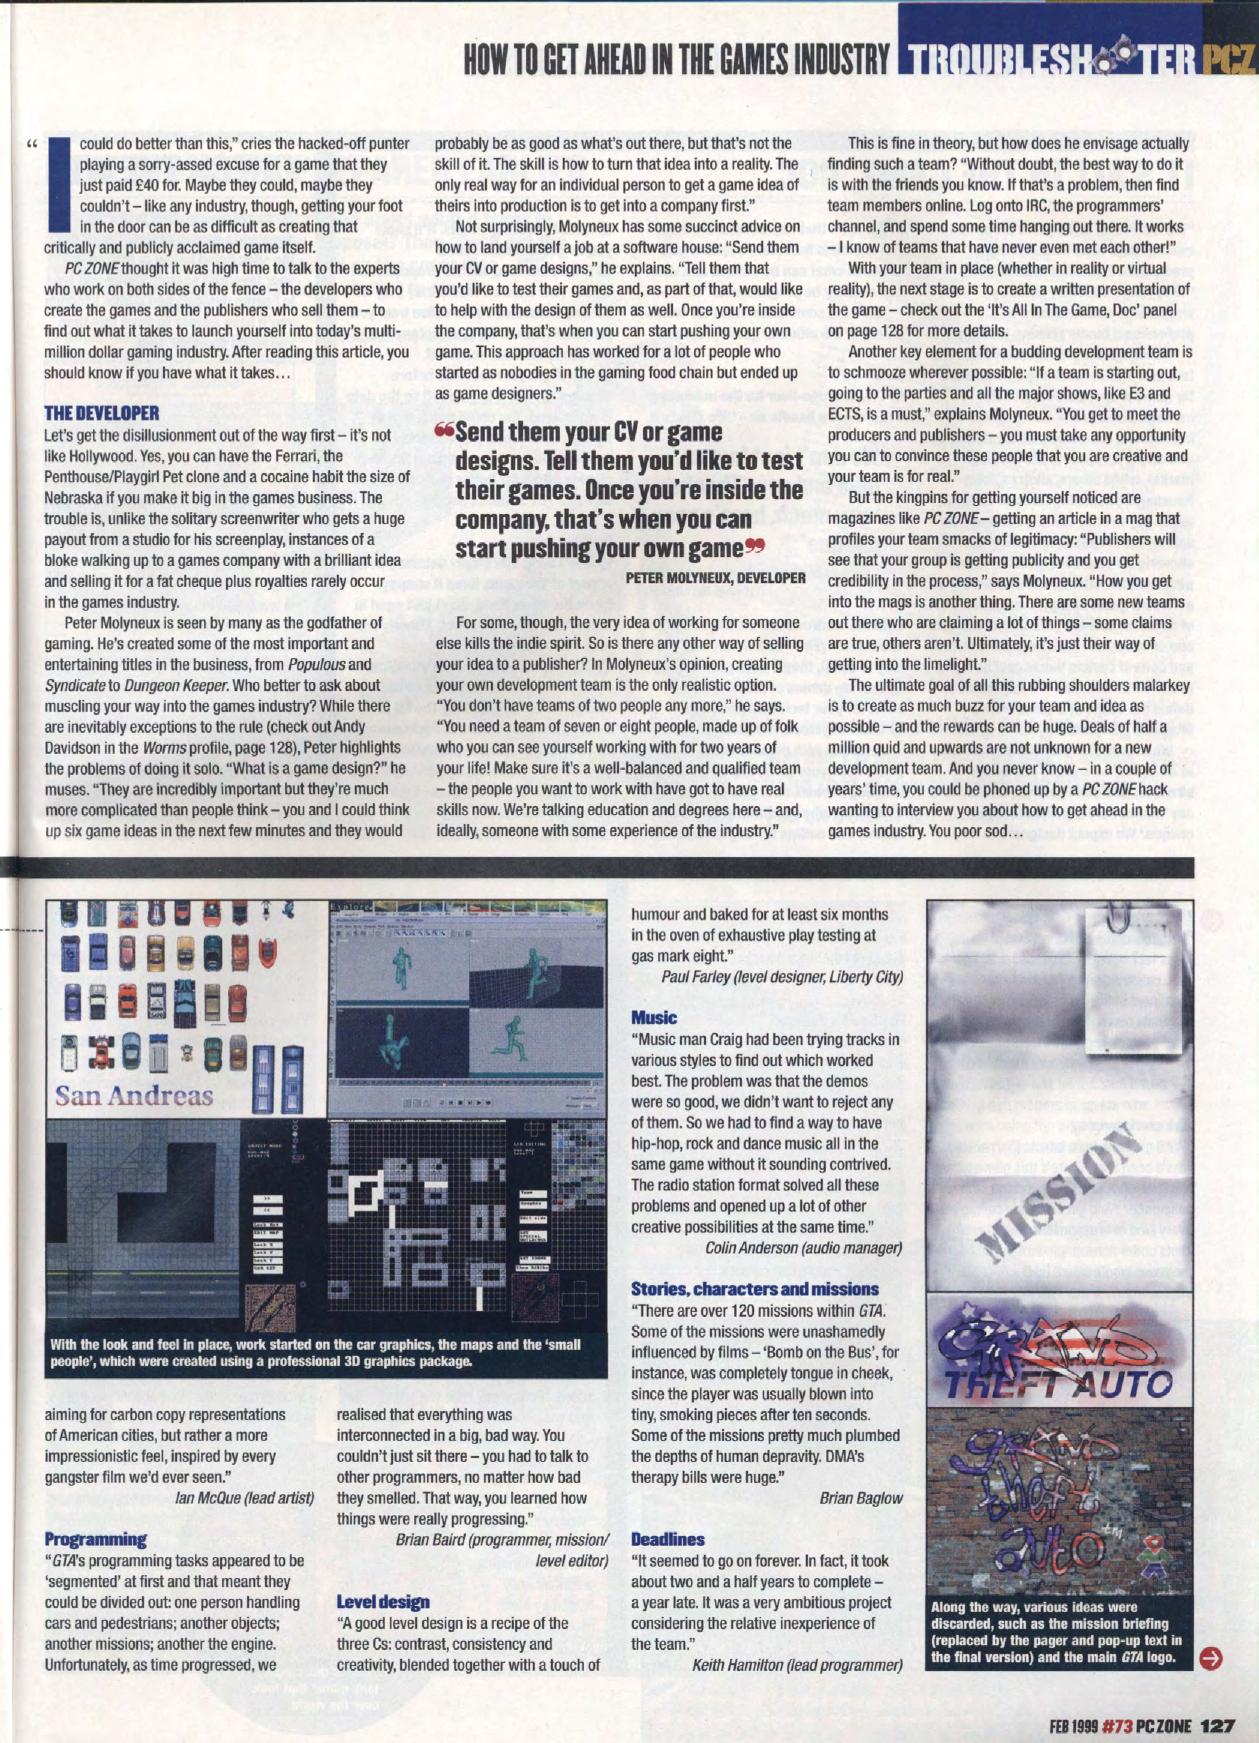 HOW TO GET AHEAD IN THE GAMES INDUSTRY TROUBLESHOOTER PCZ
“I could do better than this,” cries the hacked-off punter
playing a sorry-assed excuse for a game that they
just paid £40 for. Maybe they could, maybe they
couldn't – like any industry, though, getting your foot
in the door can be as difficult as creating that
critically and publicly acclaimed game itself.
PC ZONE thought it was high time to talk to the experts
who work on both sides of the fence – the developers who
create the games and the publishers who sell them – to
find out what it takes to launch yourself into today's multi-
million dollar gaming industry. After reading this article, you
should know if you have what it takes...
THE DEVELOPER
Let's get the disillusionment out of the way first – it's not
like Hollywood. Yes, you can have the Ferrari, the
Penthouse/Playgirl Pet clone and a cocaine habit the size of
Nebraska if you make it big in the games business. The
trouble is, unlike the solitary screenwriter who gets a huge
payout from a studio for his screenplay, instances of a
bloke walking up to a games company with a brilliant idea
and selling it for a fat cheque plus royalties rarely occur
in the games industry.
Peter Molyneux is seen by many as the godfather of
gaming. He's created some of the most important and
entertaining titles in the business, from Populous and
Syndicate to Dungeon Keeper. Who better to ask about
muscling your way into the games industry? While there
are inevitably exceptions to the rule (check out Andy
Davidson in the Worms profile, page 128), Peter highlights
the problems of doing it solo. “What is a game design?” he
muses. “They are incredibly important but they're much
more complicated than people think – you and I could think
up six game ideas in the next few minutes and they would
probably be as good as what's out there, but that's not the
skill of it. The skill is how to turn that idea into a reality. The
only real way for an individual person to get a game idea of
theirs into production is to get into a company first.”
Not surprisingly, Molyneux has some succinct advice on
how to land yourself a job at a software house: “Send them
your CV or game designs,” he explains. “Tell them that
you'd like to test their games and, as part of that, would like
to help with the design of them as well. Once you're inside
the company, that's when you can start pushing your own
game. This approach has worked for a lot of people who
started as nobodies in the gaming food chain but ended up
as game designers.”
“Send them your CV or game
designs. Tell them you'd like to test
their games. Once you're inside the
company, that's when you can
start pushing your own game”
PETER MOLYNEUX, DEVELOPER
For some, though, the very idea of working for someone
else kills the indie spirit. So is there any other way of selling
your idea to a publisher? In Molyneux's opinion, creating
your own development team is the only realistic option.
“You don't have teams of two people any more,” he says.
“You need a team of seven or eight people, made up of folk
who you can see yourself working with for two years of
your life! Make sure it's a well-balanced and qualified team
– the people you want to work with have got to have real
skills now. We're talking education and degrees here – and,
ideally, someone with some experience of the industry.”
This is fine in theory, but how does he envisage actually
finding such a team? “Without doubt, the best way to do it
is with the friends you know. If that's a problem, then find
team members online. Log onto IRC, the programmers'
channel, and spend some time hanging out there. It works
– I know of teams that have never even met each other!”
With your team in place (whether in reality or virtual
reality), the next stage is to create a written presentation of
the game – check out the 'It's All In The Game, Doc' panel
on page 128 for more details.
Another key element for a budding development team is
to schmooze wherever possible: “If a team is starting out,
going to the parties and all the major shows, like E3 and
ECTS, is a must,” explains Molyneux. “You get to meet the
producers and publishers – you must take any opportunity
you can to convince these people that you are creative and
your team is for real.”
But the kingpins for getting yourself noticed are
magazines like PC ZONE – getting an article in a mag that
profiles your team smacks of legitimacy: “Publishers will
see that your group is getting publicity and you get
credibility in the process,” says Molyneux. “How you get
into the mags is another thing. There are some new teams
out there who are claiming a lot of things – some claims
are true, others aren't. Ultimately, it's just their way of
getting into the limelight.”
The ultimate goal of all this rubbing shoulders malarkey
is to create as much buzz for your team and idea as
possible – and the rewards can be huge. Deals of half a
million quid and upwards are not unknown for a new
development team. And you never know – in a couple of
years' time, you could be phoned up by a PC ZONE hack
wanting to interview you about how to get ahead in the
games industry. You poor sod...
San Andreas
Explore
With the look and feel in place, work started on the car graphics, the maps and the 'small
people', which were created using a professional 3D graphics package.
aiming for carbon copy representations
of American cities, but rather a more
impressionistic feel, inspired by every
gangster film we'd ever seen.”
Ian McQue (lead artist)
Programming
“GTA's programming tasks appeared to be
'segmented' at first and that meant they
could be divided out: one person handling
cars and pedestrians; another objects;
another missions; another the engine.
Unfortunately, as time progressed, we
realised that everything was
interconnected in a big, bad way. You
couldn't just sit there – you had to talk to
other programmers, no matter how bad
they smelled. That way, you learned how
things were really progressing.”
Brian Baird (programmer, mission/
level editor)
Level design
“A good level design is a recipe of the
three Cs: contrast, consistency and
creativity, blended together with a touch of
humour and baked for at least six months
in the oven of exhaustive play testing at
gas mark eight.”
Paul Farley (level designer, Liberty City)
Music
“Music man Craig had been trying tracks in
various styles to find out which worked
best. The problem was that the demos
were so good, we didn't want to reject any
of them. So we had to find a way to have
hip-hop, rock and dance music all in the
same game without it sounding contrived.
The radio station format solved all these
problems and opened up a lot of other
creative possibilities at the same time.”
Colin Anderson (audio manager)
Stories, characters and missions
“There are over 120 missions within GTA.
Some of the missions were unashamedly
influenced by films – 'Bomb on the Bus', for
instance, was completely tongue in cheek,
since the player was usually blown into
tiny, smoking pieces after ten seconds.
Some of the missions pretty much plumbed
the depths of human depravity. DMA's
therapy bills were huge.”
Brian Baglow
Deadlines
“It seemed to go on forever. In fact, it took
about two and a half years to complete –
a year late. It was a very ambitious project
considering the relative inexperience of
the team.”
Keith Hamilton (lead programmer)
MISSION
GRAND
THEFT AUTO
grand
theft
auto
Along the way, various ideas were
discarded, such as the mission briefing
(replaced by the pager and pop-up text in
the final version) and the main GTA logo.
FEB 1999 #73 PC ZONE 127